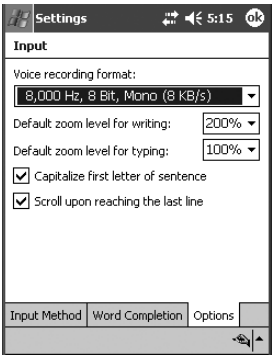 Settings 5:15 ok
Input
Voice recording format:
8,000 Hz, 8 Bit, Mono (8 KB/s)
Default zoom level for writing: 200%
Default zoom level for typing: 100%
Capitalize first letter of sentence
Scroll upon reaching the last line
Input Method Word Completion Options